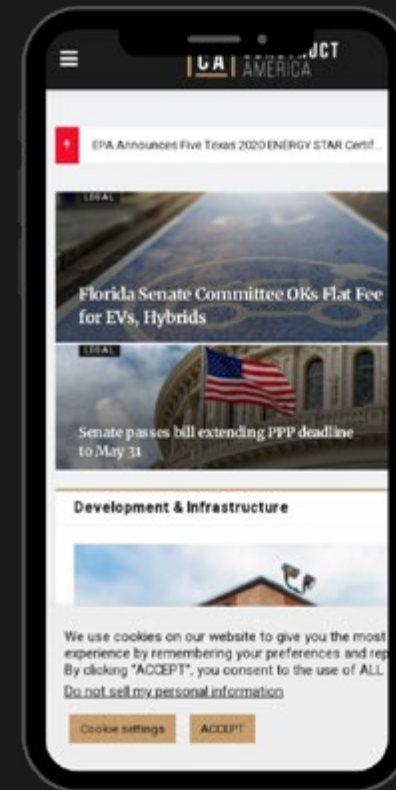 CA CONSTRUCT
AMERICA
EPA Announces Five Texas 2020 ENERGY STAR Certif...
LEGAL
Florida Senate Committee OKs Flat Fee
for EVs, Hybrids
LEGAL
Senate passes bill extending PPP deadline
to May 31
Development & Infrastructure
We use cookies on our website to give you the most
experience by remembering your preferences and rep
By clicking "ACCEPT", you consent to the use of ALL
Do not sell my personal information
Cookie settings ACCEPT